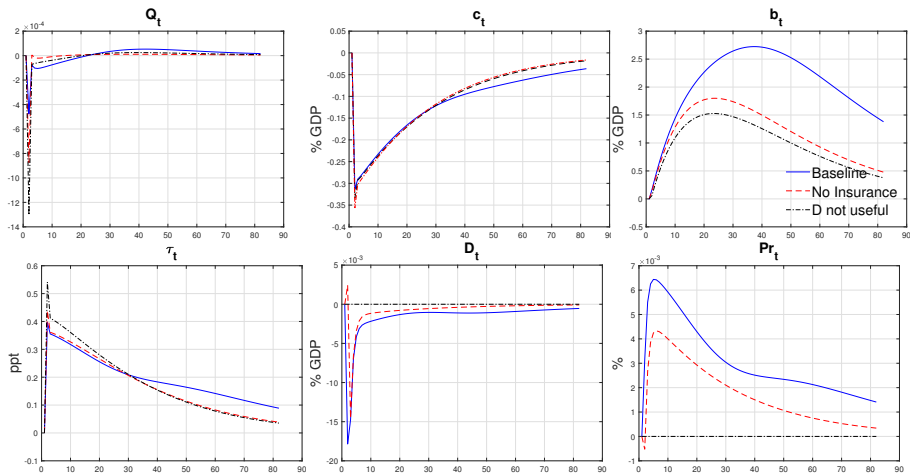 Q_t
×10^-4
2
0
-2
-4
-6
-8
-10
-12
-14
0 10 20 30 40 50 60 70 80 90
c_t
% GDP
0
-0.05
-0.1
-0.15
-0.2
-0.25
-0.3
-0.35
-0.4
0 10 20 30 40 50 60 70 80 90
b_t
% GDP
3
2.5
2
1.5
1
0.5
0
-0.5
0 10 20 30 40 50 60 70 80 90
Baseline
No Insurance
D not useful
τ_t
ppt
0.6
0.5
0.4
0.3
0.2
0.1
0
-0.1
0 10 20 30 40 50 60 70 80 90
D_t
×10^-3
% GDP
5
0
-5
-10
-15
-20
0 10 20 30 40 50 60 70 80 90
Pr_t
×10^-3
%
7
6
5
4
3
2
1
0
-1
0 10 20 30 40 50 60 70 80 90